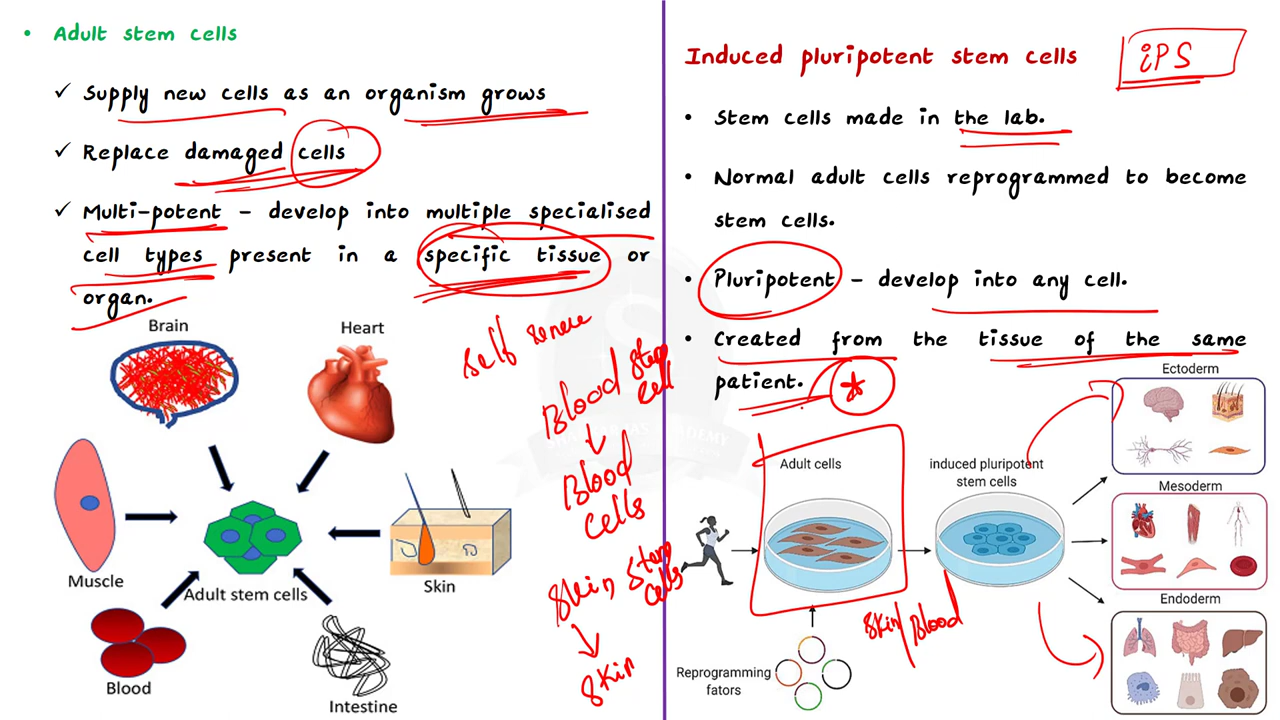 • Adult stem cells
✓ Supply new cells as an organism grows
✓ Replace damaged cells
✓ Multi-potent – develop into multiple specialised
cell types present in a specific tissue or
organ.
Brain
Heart
Muscle
Adult stem cells
Skin
Blood
Intestine
Self
Blood Stem
cell
Blood
cells
Skin Stem
cells
Skin
Induced pluripotent stem cells
iPS
• Stem cells made in the lab.
• Normal adult cells reprogrammed to become
stem cells.
• Pluripotent – develop into any cell.
• Created from the tissue of the same
patient.
Adult cells
induced pluripotent
stem cells
Skin/Blood
Reprogramming
fators
Ectoderm
Mesoderm
Endoderm